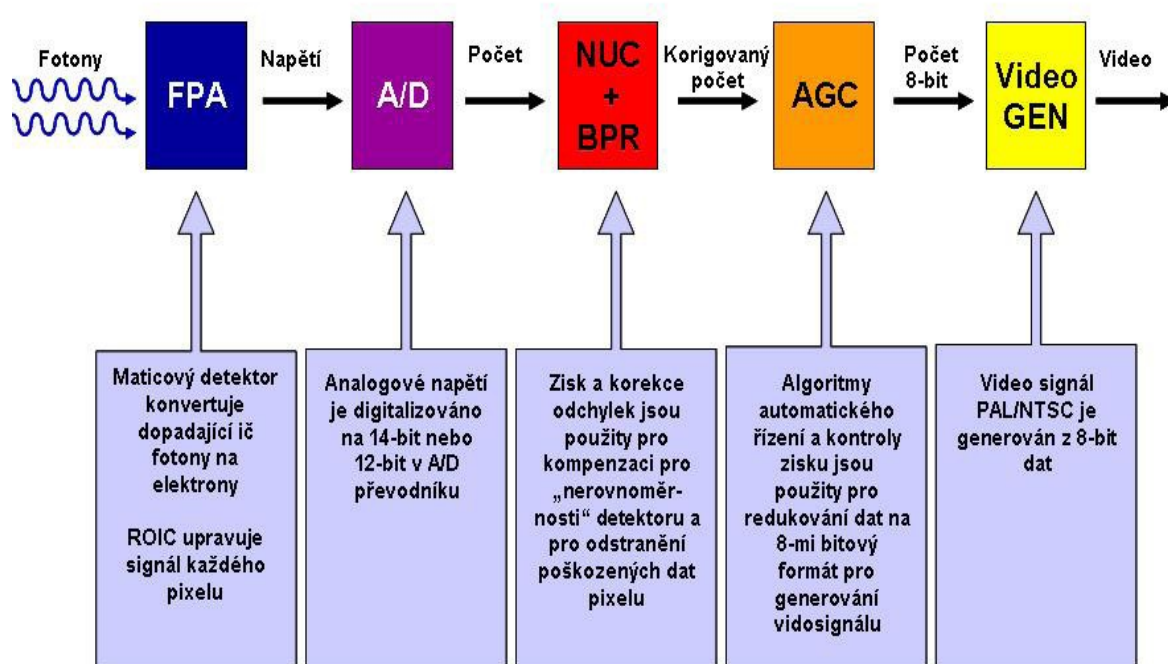 Fotony
FPA
Napětí
A/D
Počet
NUC
+
BPR
Korigovaný
počet
AGC
Počet
8-bit
Video
GEN
Video
Maticový detektor
konvertuje
dopadající ič
fotony na
elektrony
ROIC upravuje
signál každého
pixelu
Analogové napětí
je digitalizováno
na 14-bit nebo
12-bit v A/D
převodníku
Zisk a korekce
odchylek jsou
použity pro
kompenzaci pro
„nerovnoměr-
nosti“ detektoru a
pro odstranění
poškozených dat
pixelu
Algoritmy
automatického
řízení a kontroly
zisku jsou
použity pro
redukování dat na
8-mi bitový
formát pro
generování
vidosignálu
Video signál
PAL/NTSC je
generován z 8-bit
dat